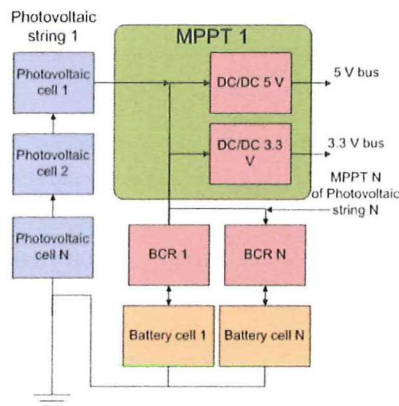 Photovoltaic
string 1
MPPT 1
Photovoltaic
cell 1
DC/DC 5 V
5 V bus
Photovoltaic
cell 2
DC/DC 3.3
V
3.3 V bus
MPPT N
of Photovoltaic
string N
Photovoltaic
cell N
BCR 1
BCR N
Battery cell 1
Battery cell N